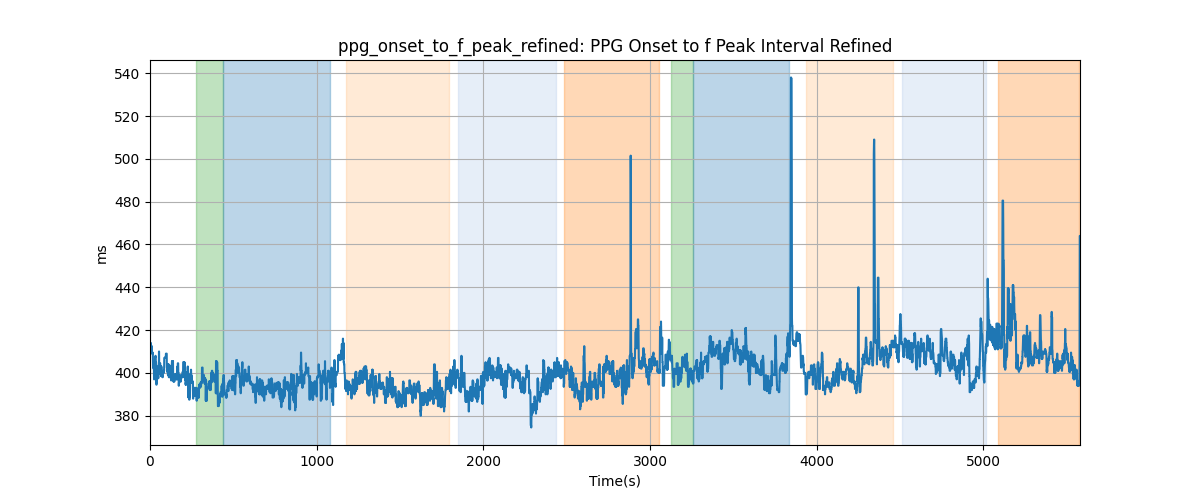 ppg_onset_to_f_peak_refined: PPG Onset to f Peak Interval Refined
540
520
500
480
460
440
420
400
380
ms
0 1000 2000 3000 4000 5000
Time(s)